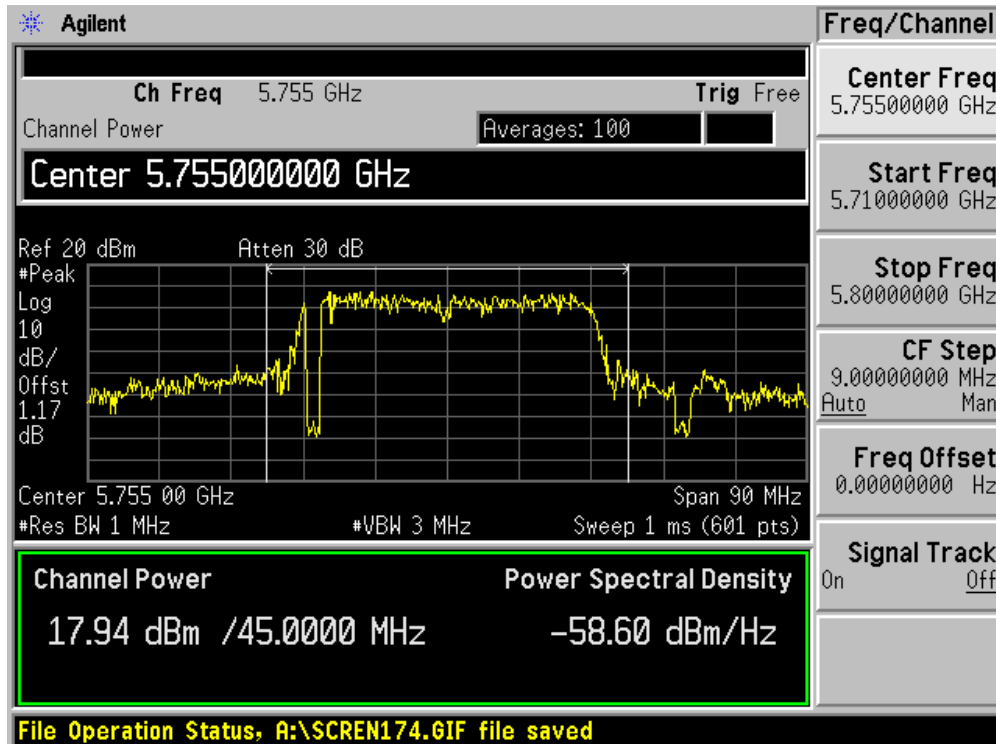 Agilent
Freq/Channel
Ch Freq 5.755 GHz Trig Free
Channel Power Averages: 100
Center 5.755000000 GHz
Ref 20 dBm Atten 30 dB
#Peak
Log
10
dB/
Offst
1.17
dB
Center 5.755 00 GHz Span 90 MHz
#Res BW 1 MHz #VBW 3 MHz Sweep 1 ms (601 pts)
Channel Power Power Spectral Density
17.94 dBm /45.0000 MHz -58.60 dBm/Hz
File Operation Status, A:\SCREN174.GIF file saved
Center Freq
5.75500000 GHz
Start Freq
5.71000000 GHz
Stop Freq
5.80000000 GHz
CF Step
9.00000000 MHz
Auto Man
Freq Offset
0.00000000 Hz
Signal Track
On Off